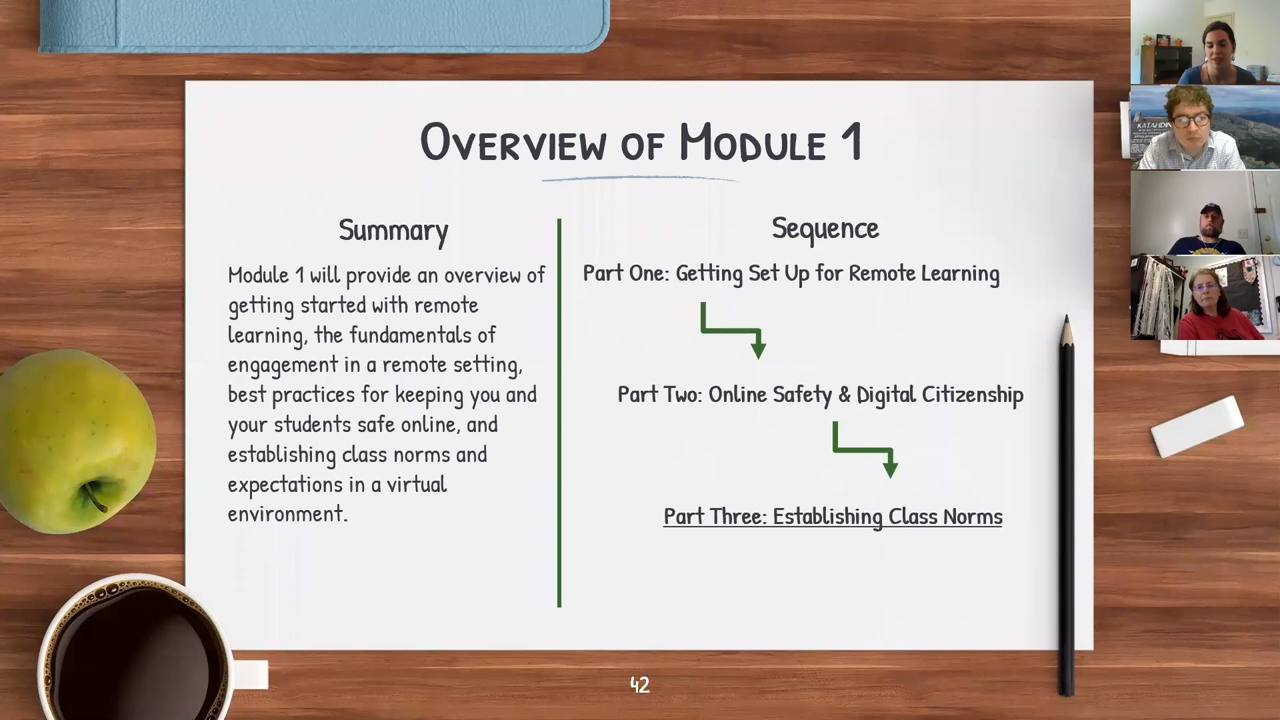 Overview of Module 1
Summary
Module 1 will provide an overview of
getting started with remote
learning, the fundamentals of
engagement in a remote setting,
best practices for keeping you and
your students safe online, and
establishing class norms and
expectations in a virtual
environment.
Sequence
Part One: Getting Set Up for Remote Learning
Part Two: Online Safety & Digital Citizenship
Part Three: Establishing Class Norms
42
KATAHDIN